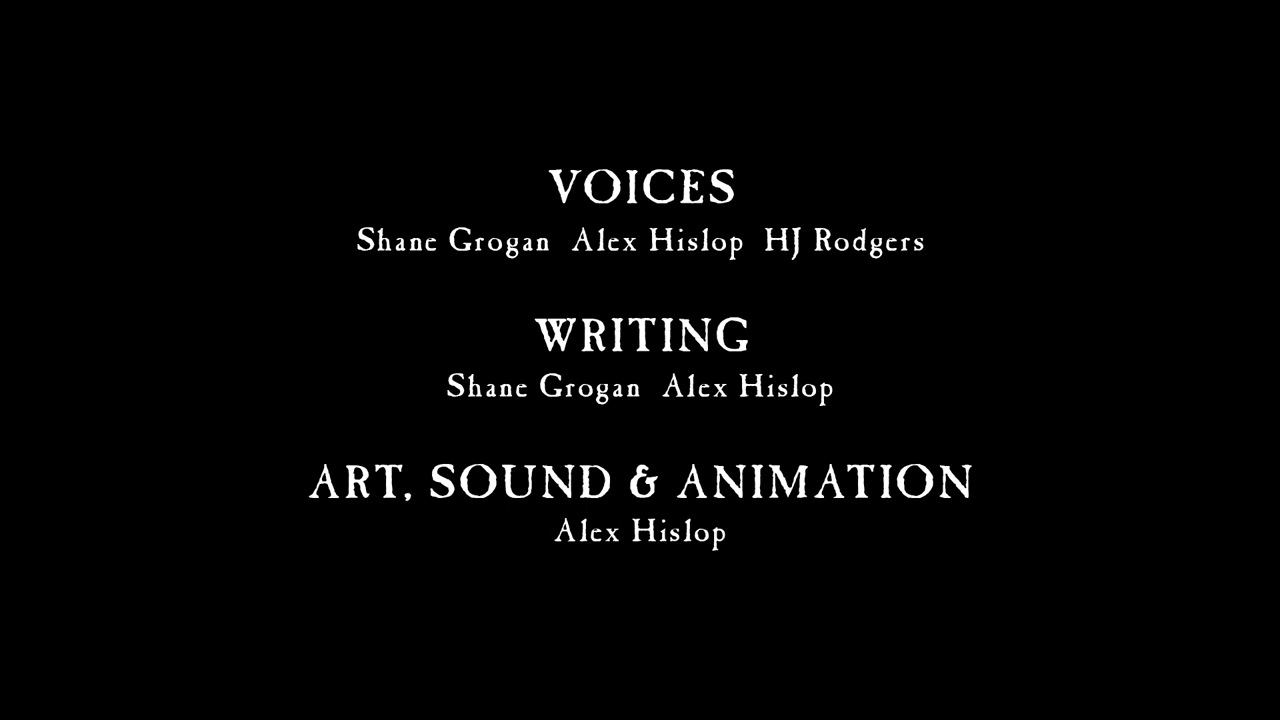 VOICES
Shane Grogan Alex Hislop HJ Rodgers
WRITING
Shane Grogan Alex Hislop
ART, SOUND & ANIMATION
Alex Hislop